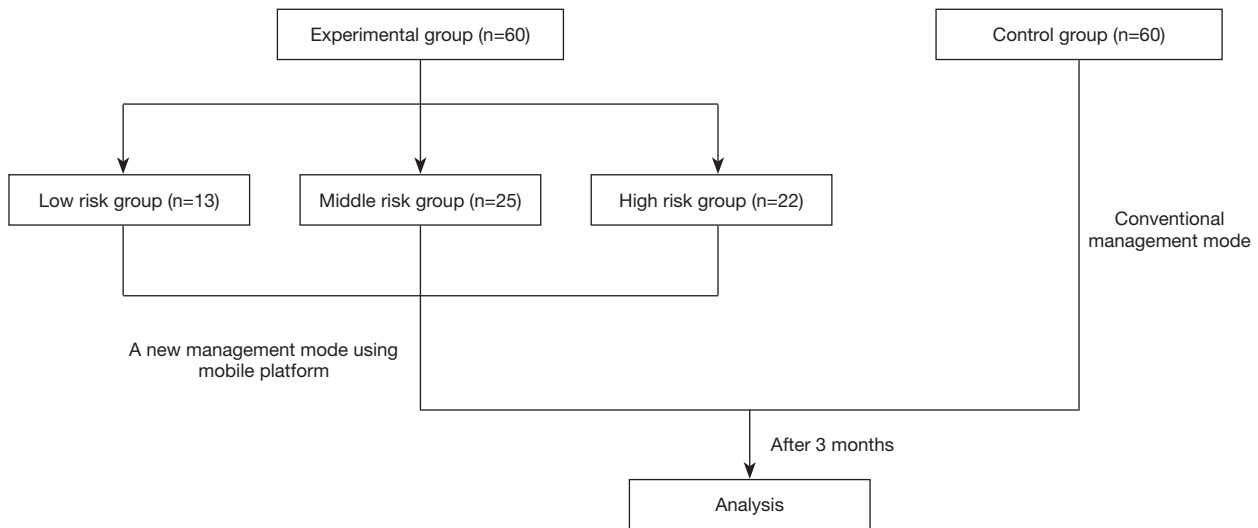 Experimental group (n=60)
Control group (n=60)
Low risk group (n=13)
Middle risk group (n=25)
High risk group (n=22)
Conventional
management mode
A new management mode using
mobile platform
After 3 months
Analysis